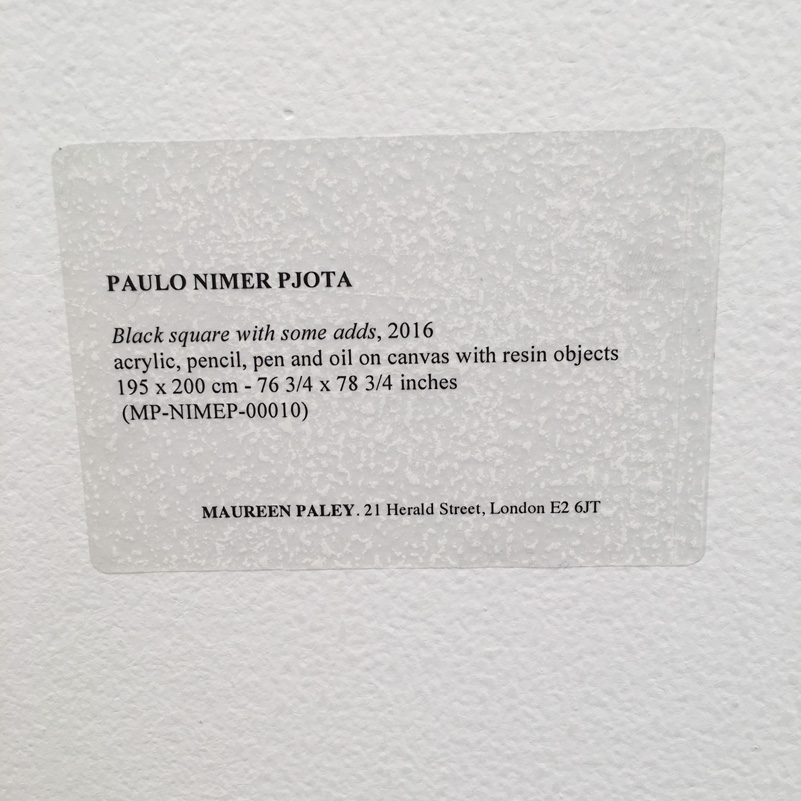 PAULO NIMER PJOTA
Black square with some adds, 2016
acrylic, pencil, pen and oil on canvas with resin objects
195 x 200 cm - 76 3/4 x 78 3/4 inches
(MP-NIMEP-00010)
MAUREEN PALEY. 21 Herald Street, London E2 6JT